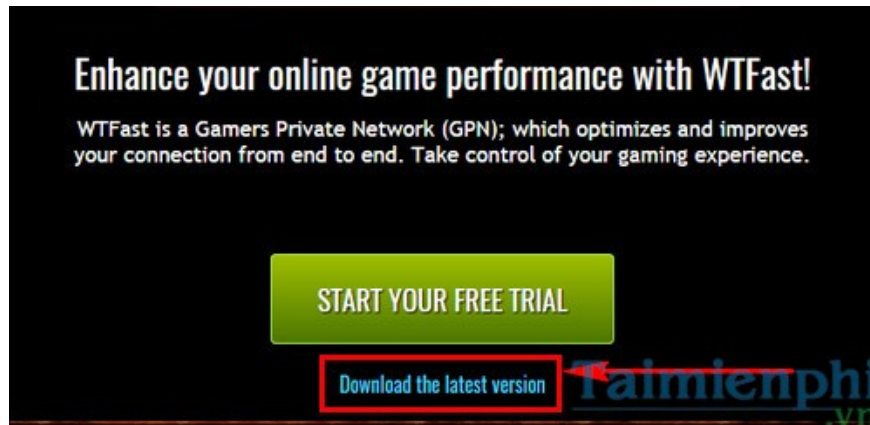 Enhance your online game performance with WTFast!
WTFast is a Gamers Private Network (GPN); which optimizes and improves
your connection from end to end. Take control of your gaming experience.
START YOUR FREE TRIAL
Download the latest version
Taimienphi
.vn